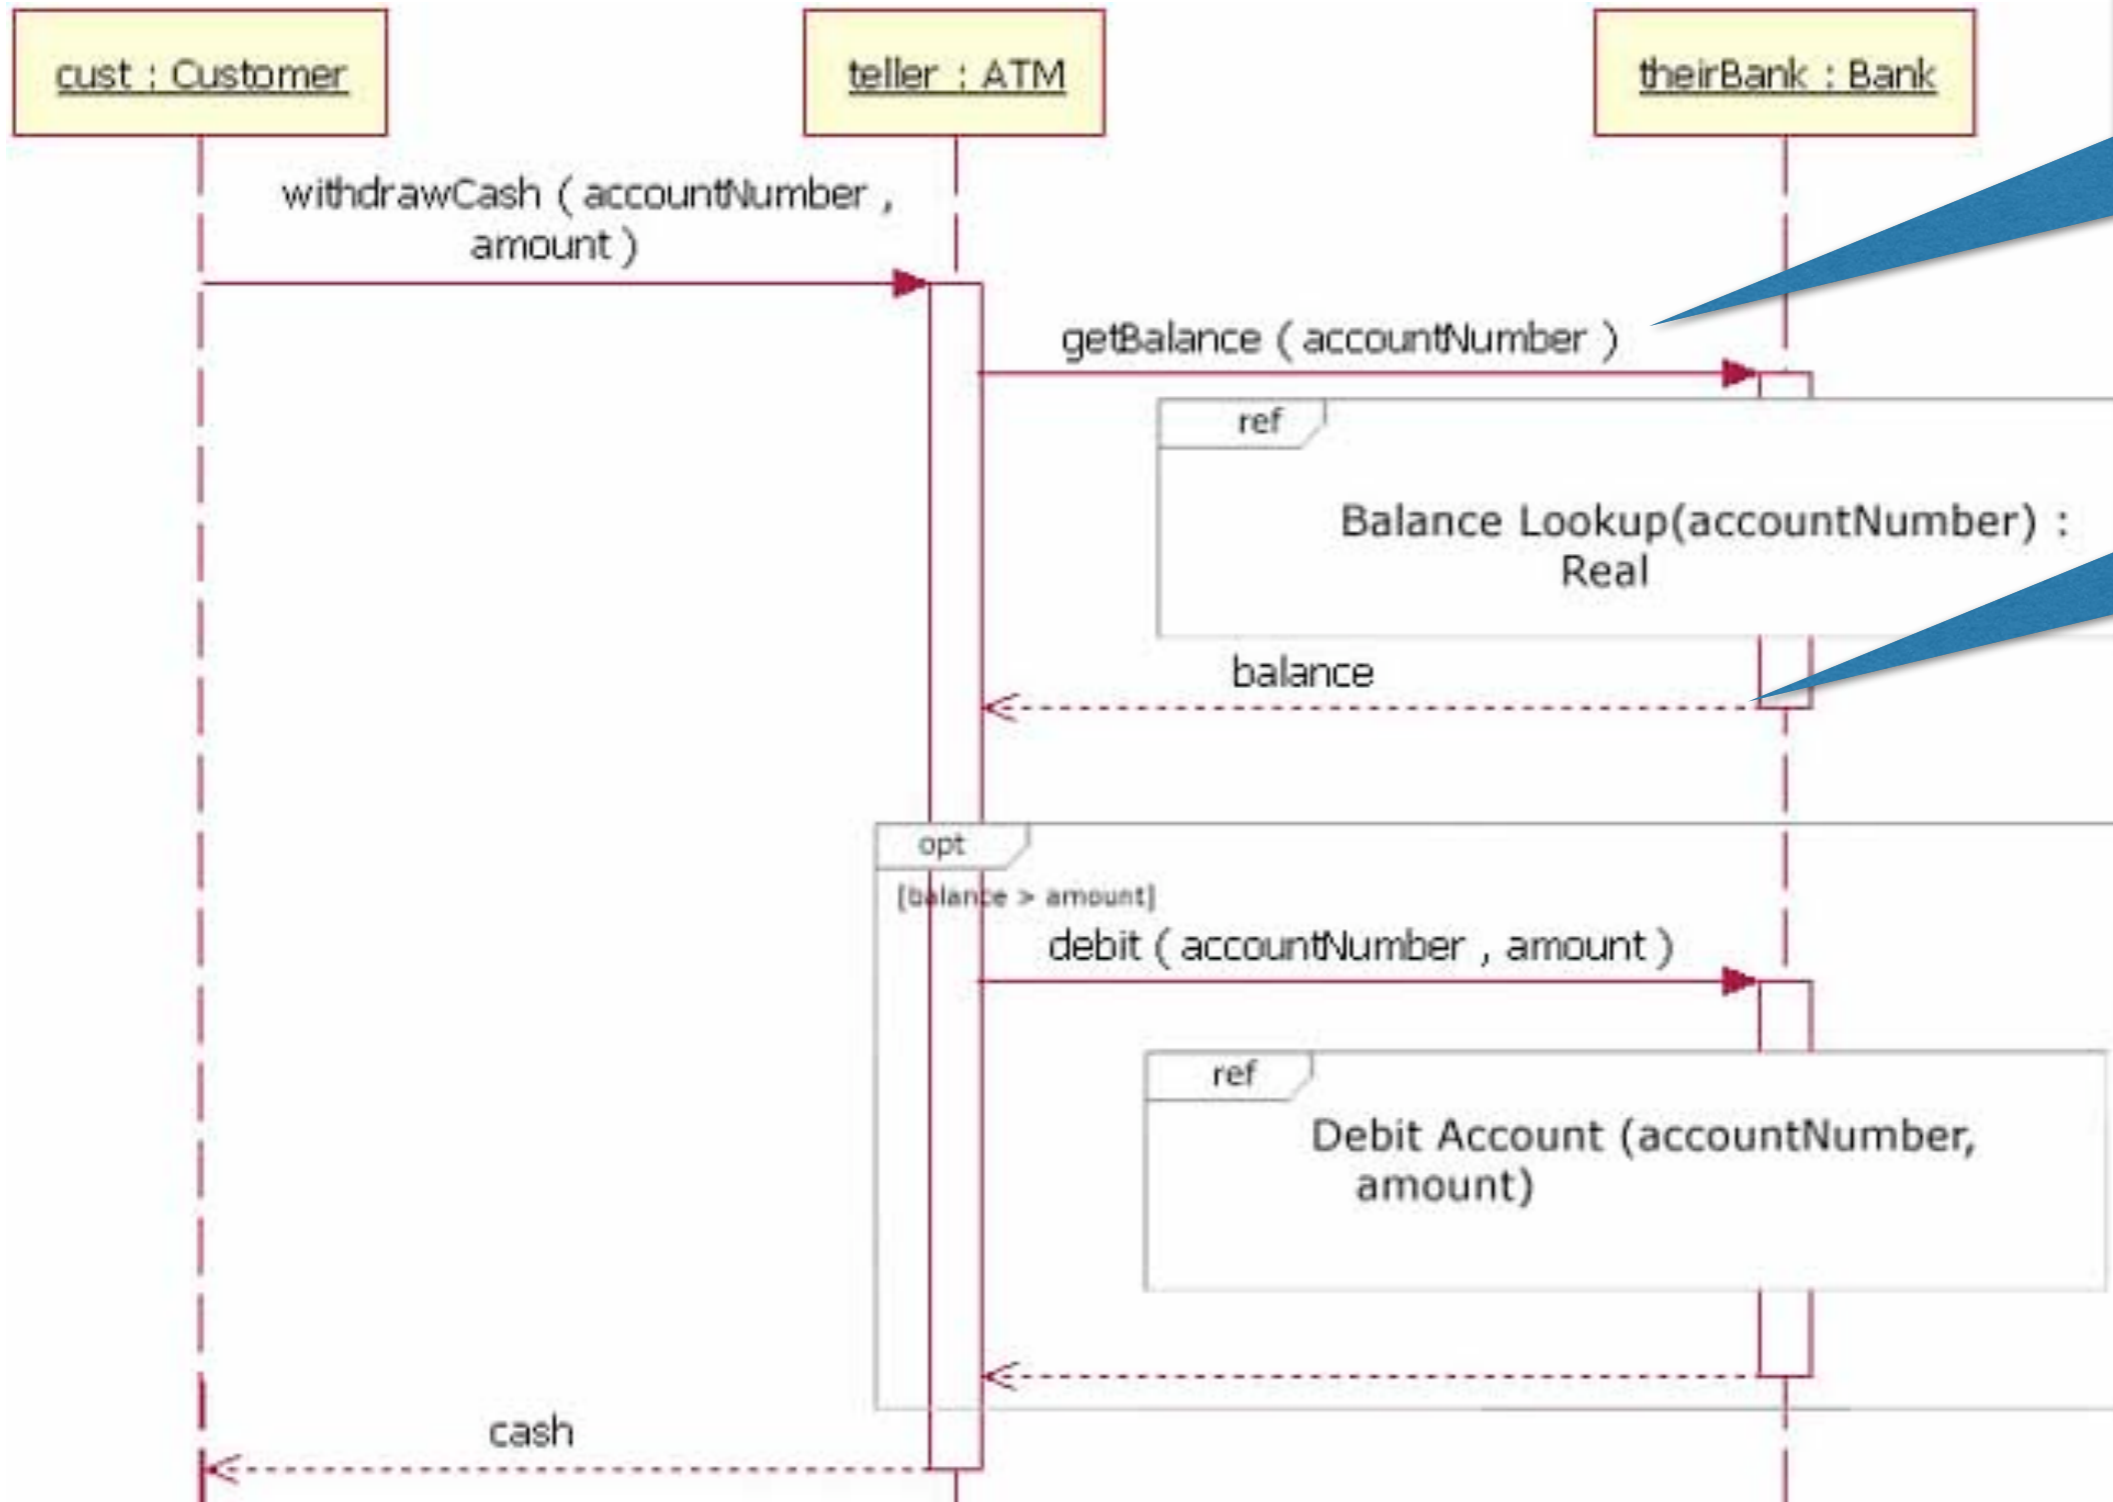 cust : Customer
teller : ATM
theirBank : Bank
withdrawCash ( accountNumber ,
amount )
getBalance ( accountNumber )
ref
Balance Lookup(accountNumber) :
Real
balance
opt
[balance > amount]
debit ( accountNumber , amount )
ref
Debit Account (accountNumber,
amount)
cash